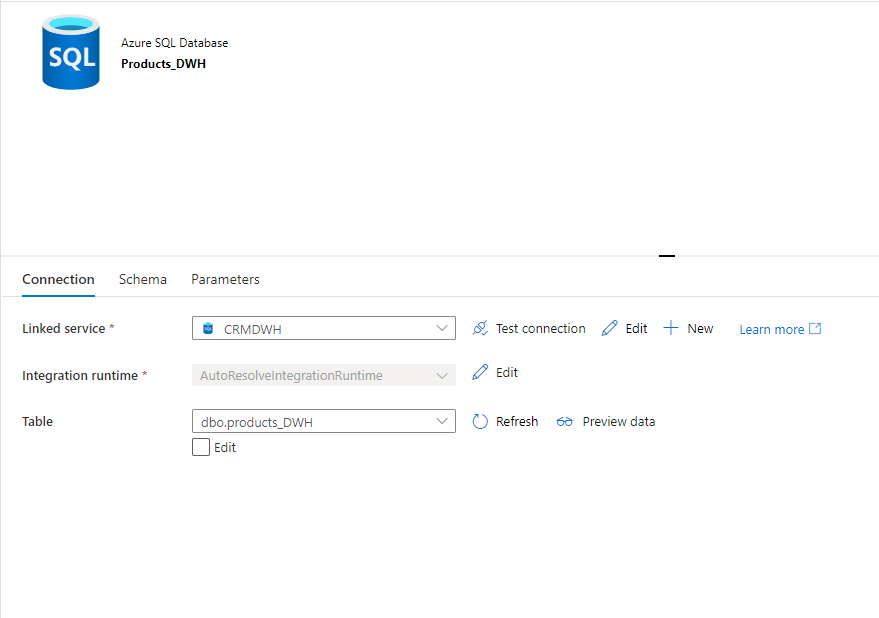 SQL
Azure SQL Database
Products_DWH
Connection Schema Parameters
Linked service * CRMDWH Test connection Edit New Learn more
Integration runtime * AutoResolveIntegrationRuntime Edit
Table dbo.products_DWH Refresh Preview data
Edit